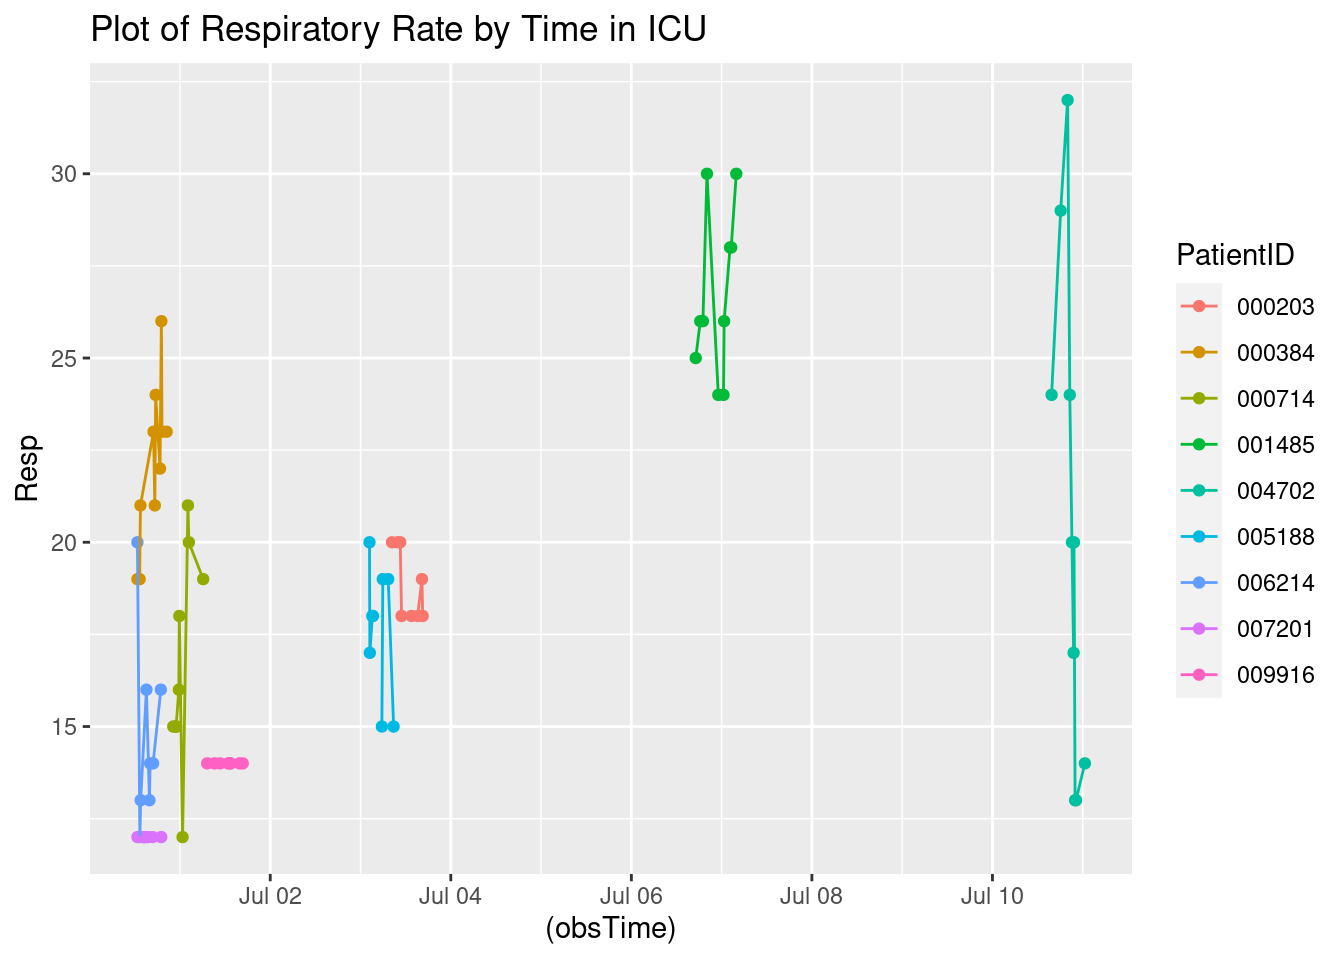 Plot of Respiratory Rate by Time in ICU
30
25
20
15
Resp
Jul 02
Jul 04
Jul 06
Jul 08
Jul 10
(obsTime)
PatientID
000203
000384
000714
001485
004702
005188
006214
007201
009916